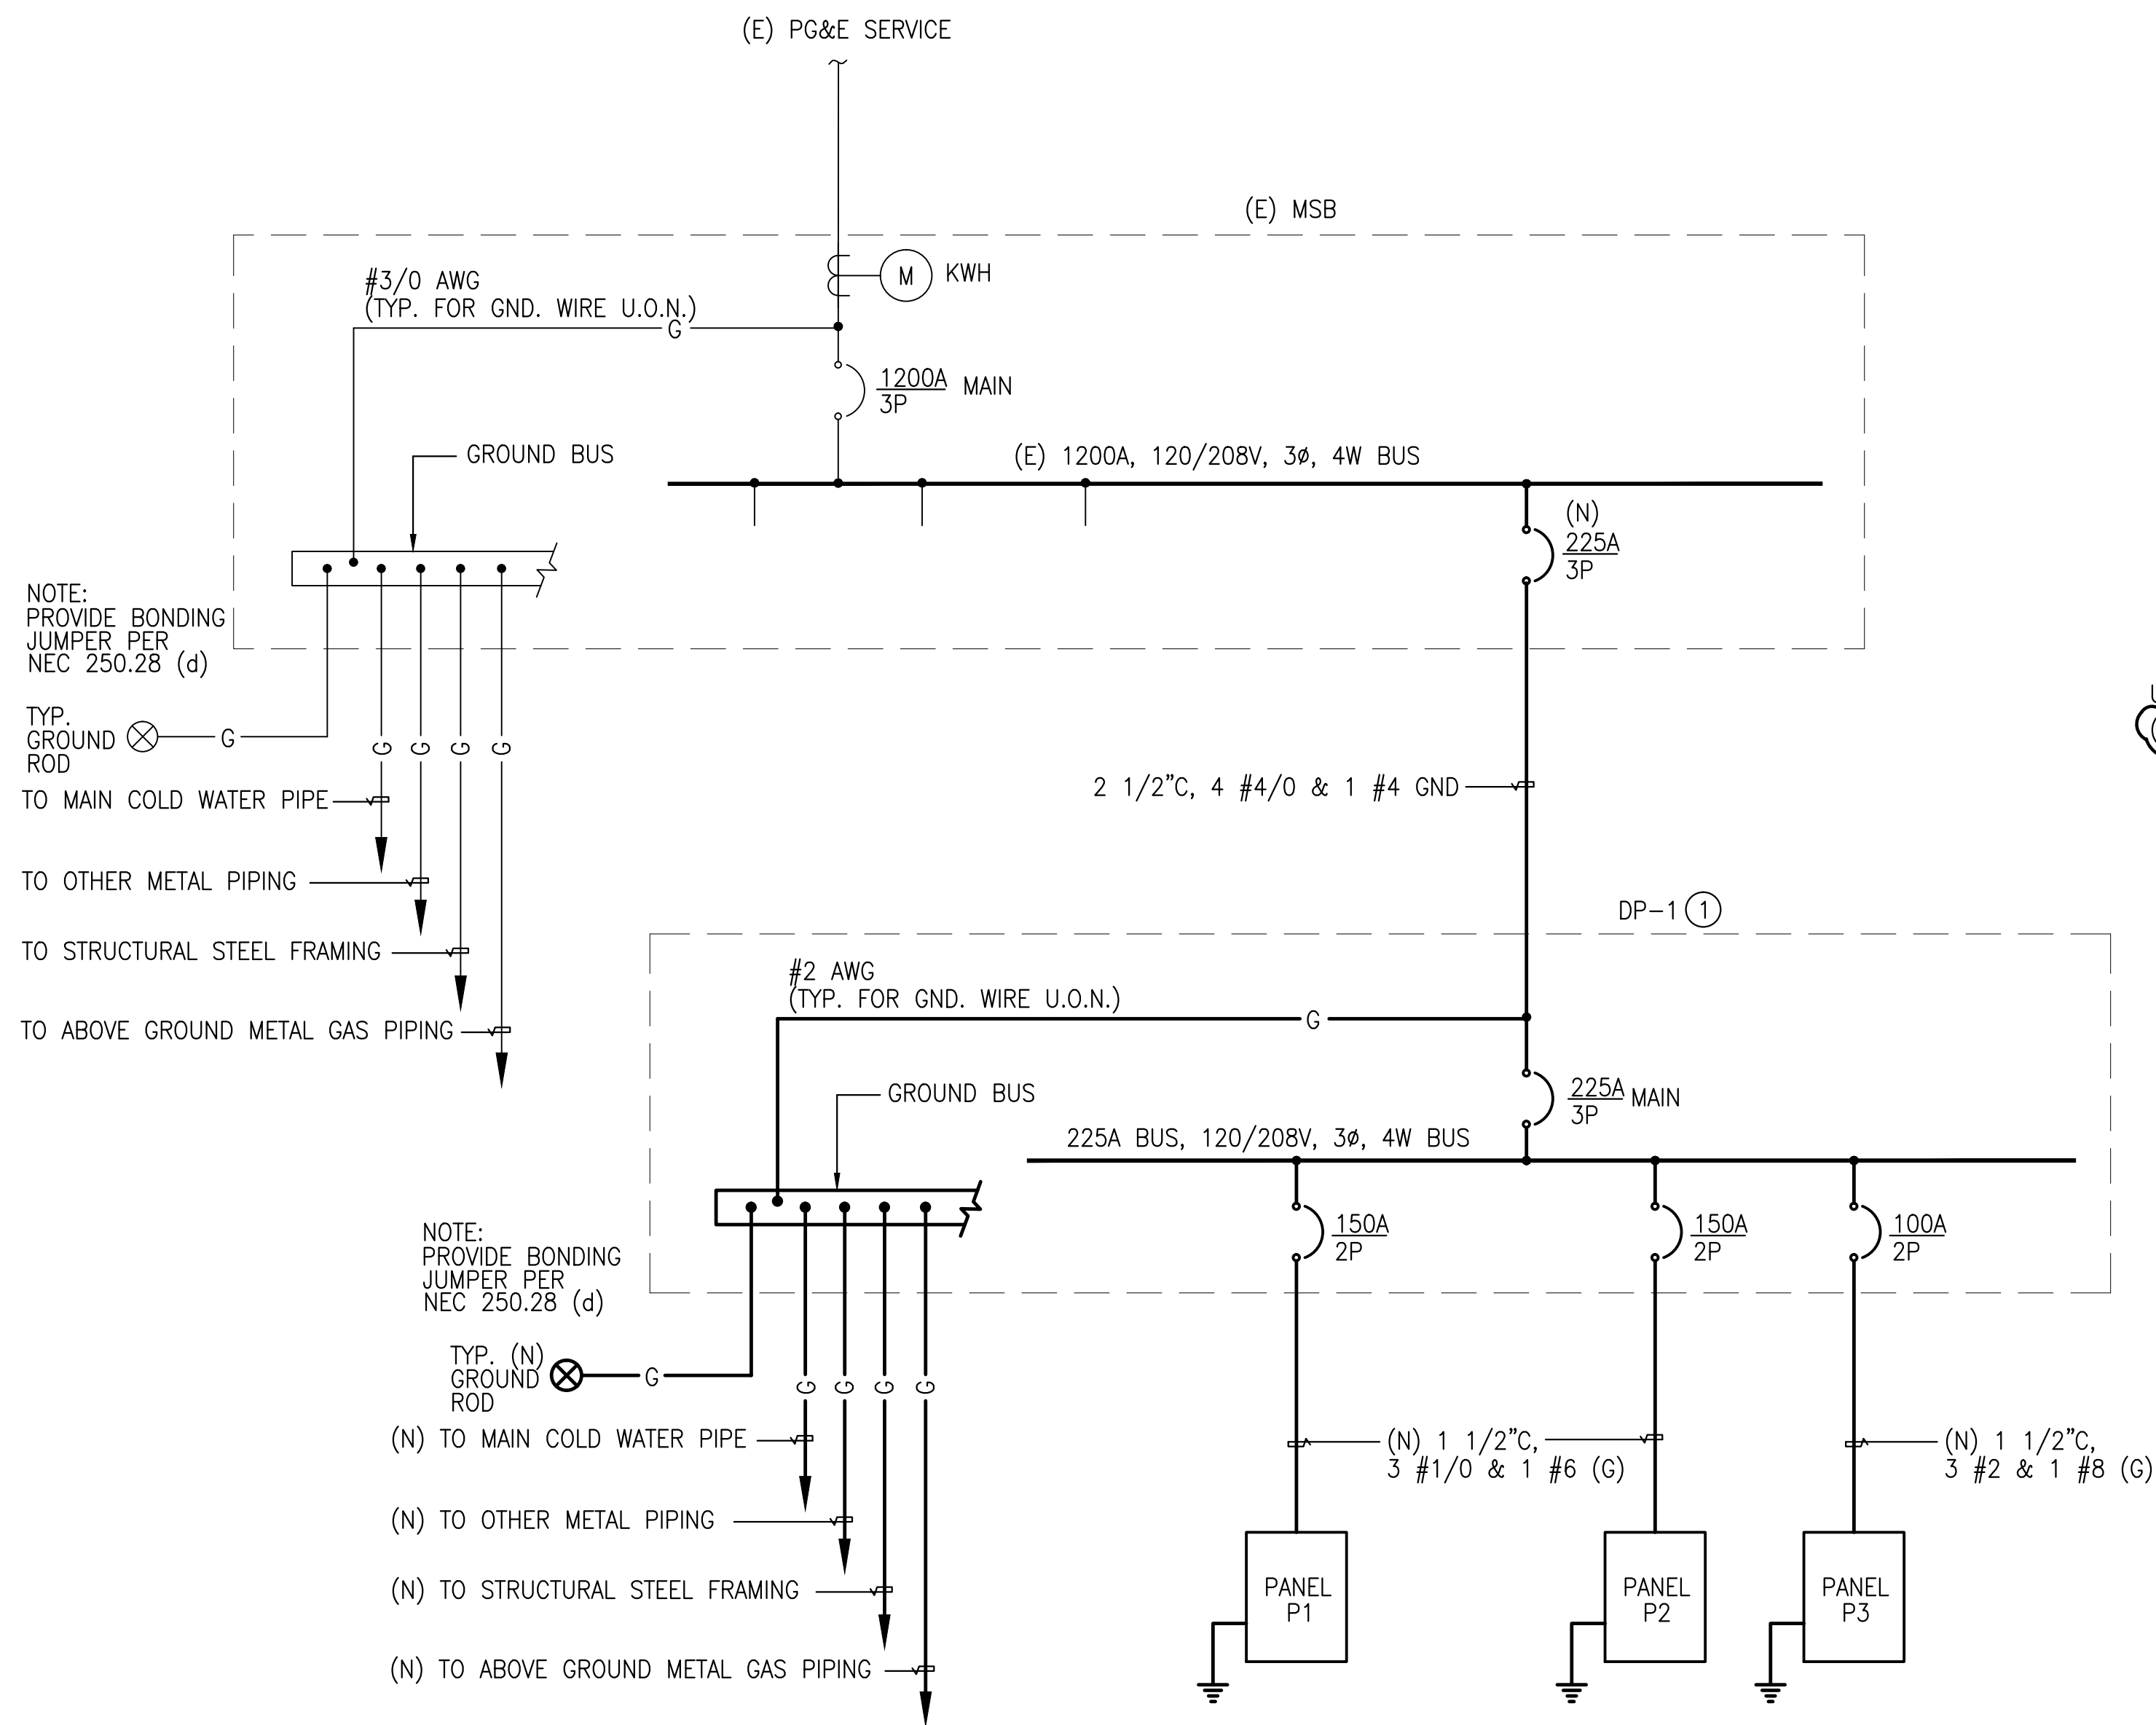 (E) PG&E SERVICE
(E) MSB
#3/0 AWG
(TYP. FOR GND. WIRE U.O.N.)
G
M
KWH
1200A
3P
MAIN
GROUND BUS
(E) 1200A, 120/208V, 3ø, 4W BUS
(N)
225A
3P
NOTE:
PROVIDE BONDING
JUMPER PER
NEC 250.28 (d)
TYP.
GROUND
ROD
G
G
G
G
G
TO MAIN COLD WATER PIPE
TO OTHER METAL PIPING
TO STRUCTURAL STEEL FRAMING
TO ABOVE GROUND METAL GAS PIPING
2 1/2"C, 4 #4/0 & 1 #4 GND
DP-1
1
#2 AWG
(TYP. FOR GND. WIRE U.O.N.)
G
GROUND BUS
225A
3P
MAIN
225A BUS, 120/208V, 3ø, 4W BUS
150A
2P
150A
2P
100A
2P
NOTE:
PROVIDE BONDING
JUMPER PER
NEC 250.28 (d)
TYP. (N)
GROUND
ROD
G
G
G
G
G
(N) TO MAIN COLD WATER PIPE
(N) TO OTHER METAL PIPING
(N) TO STRUCTURAL STEEL FRAMING
(N) TO ABOVE GROUND METAL GAS PIPING
(N) 1 1/2"C,
3 #1/0 & 1 #6 (G)
(N) 1 1/2"C,
3 #2 & 1 #8 (G)
PANEL
P1
PANEL
P2
PANEL
P3